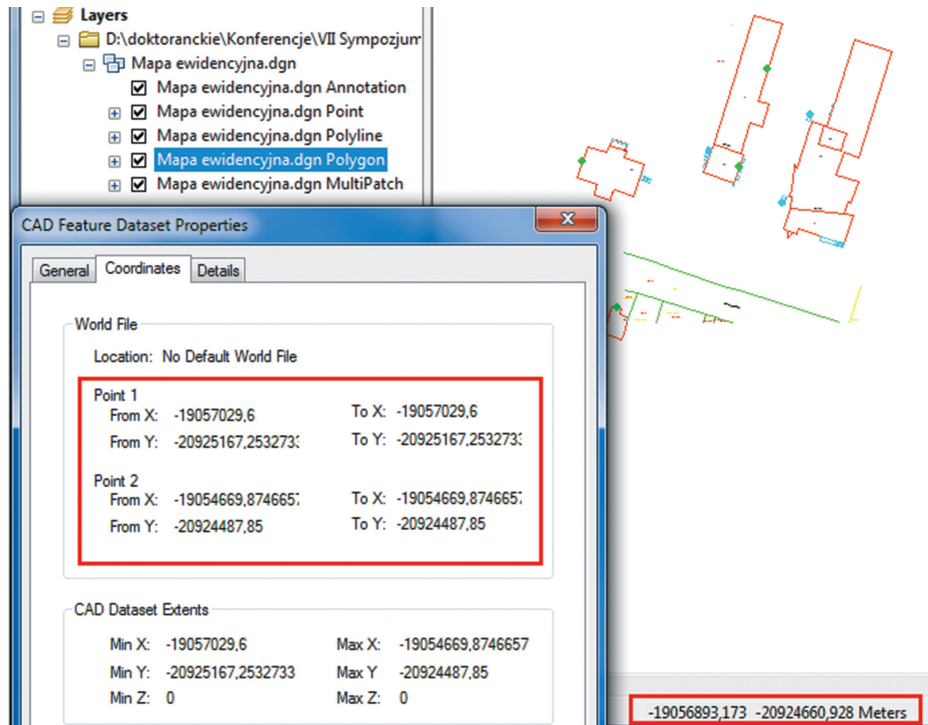 Layers
D:\doktoranckie\Konferencje\VII Sympozjum
Mapa ewidencyjna.dgn
Mapa ewidencyjna.dgn Annotation
Mapa ewidencyjna.dgn Point
Mapa ewidencyjna.dgn Polyline
Mapa ewidencyjna.dgn Polygon
Mapa ewidencyjna.dgn MultiPatch
CAD Feature Dataset Properties
General Coordinates Details
World File
Location: No Default World File
Point 1
From X: -19057029,6 To X: -19057029,6
From Y: -20925167,2532733 To Y: -20925167,2532733
Point 2
From X: -19054669,8746657 To X: -19054669,8746657
From Y: -20924487,85 To Y: -20924487,85
CAD Dataset Extents
Min X: -19057029,6 Max X: -19054669,8746657
Min Y: -20925167,2532733 Max Y -20924487,85
Min Z: 0 Max Z: 0
-19056893,173 -20924660,928 Meters